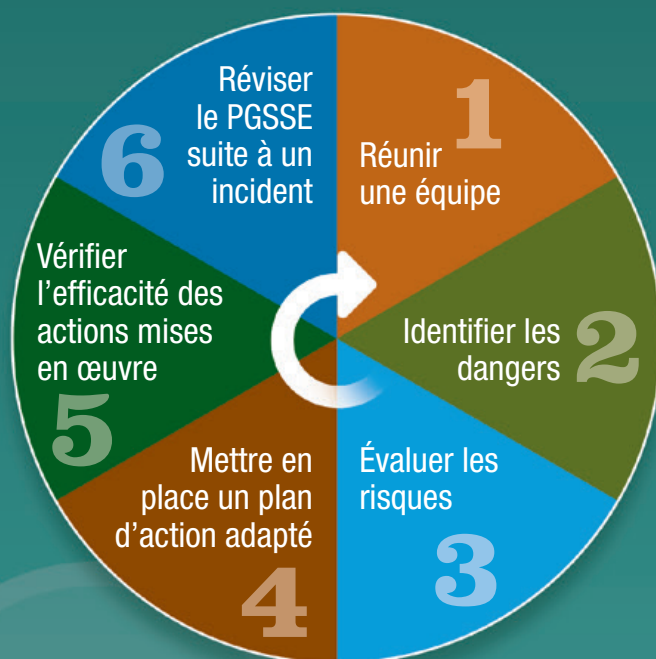 1
Réunir
une équipe
2
Identifier les
dangers
3
Évaluer les
risques
4
Mettre en
place un plan
d’action adapté
5
Vérifier
l’efficacité des
actions mises
en œuvre
6
Réviser
le PGSSE
suite à un
incident